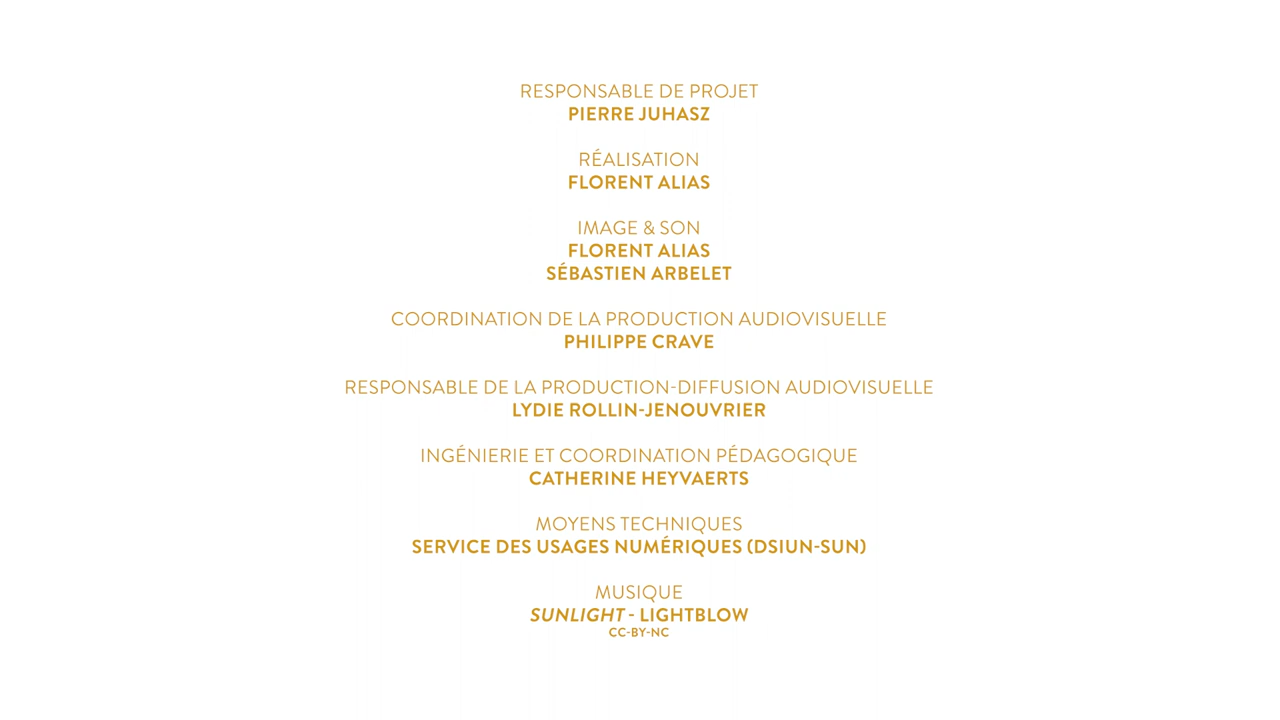 RESPONSABLE DE PROJET
PIERRE JUHASZ
RÉALISATION
FLORENT ALIAS
IMAGE & SON
FLORENT ALIAS
SÉBASTIEN ARBELET
COORDINATION DE LA PRODUCTION AUDIOVISUELLE
PHILIPPE CRAVE
RESPONSABLE DE LA PRODUCTION-DIFFUSION AUDIOVISUELLE
LYDIE ROLLIN-JENOUVRIER
INGÉNIERIE ET COORDINATION PÉDAGOGIQUE
CATHERINE HEYVAERTS
MOYENS TECHNIQUES
SERVICE DES USAGES NUMÉRIQUES (DSIUN-SUN)
MUSIQUE
SUNLIGHT - LIGHTBLOW
CC-BY-NC